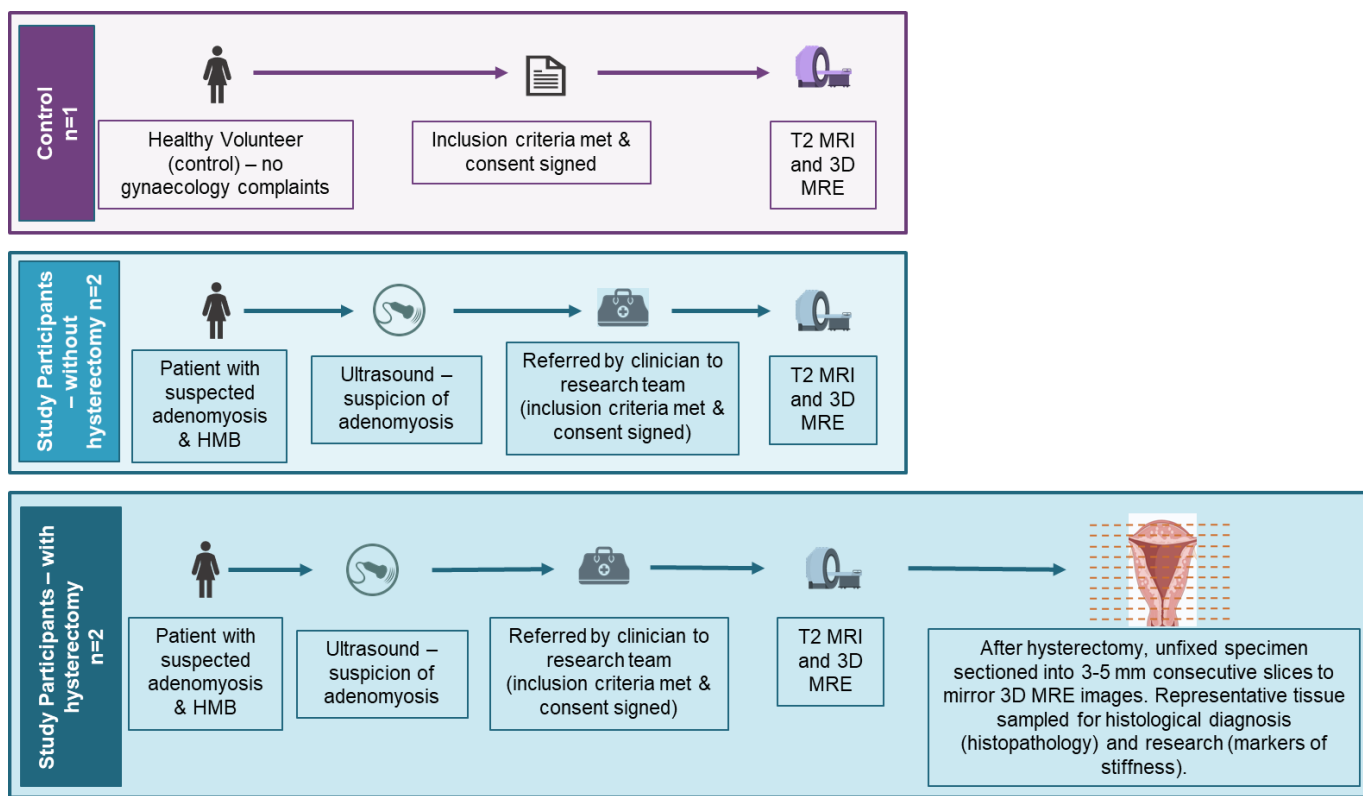 Control
n=1
Healthy Volunteer
(control) – no
gynaecology complaints
Inclusion criteria met &
consent signed
T2 MRI
and 3D
MRE
Study Participants
– without
hysterectomy n=2
Patient with
suspected
adenomyosis
& HMB
Ultrasound –
suspicion of
adenomyosis
Referred by clinician to
research team
(inclusion criteria met &
consent signed)
T2 MRI
and 3D
MRE
Study Participants – with
hysterectomy
n=2
Patient with
suspected
adenomyosis
& HMB
Ultrasound –
suspicion of
adenomyosis
Referred by clinician to
research team
(inclusion criteria met &
consent signed)
T2 MRI
and 3D
MRE
After hysterectomy, unfixed specimen
sectioned into 3-5 mm consecutive slices to
mirror 3D MRE images. Representative tissue
sampled for histological diagnosis
(histopathology) and research (markers of
stiffness).